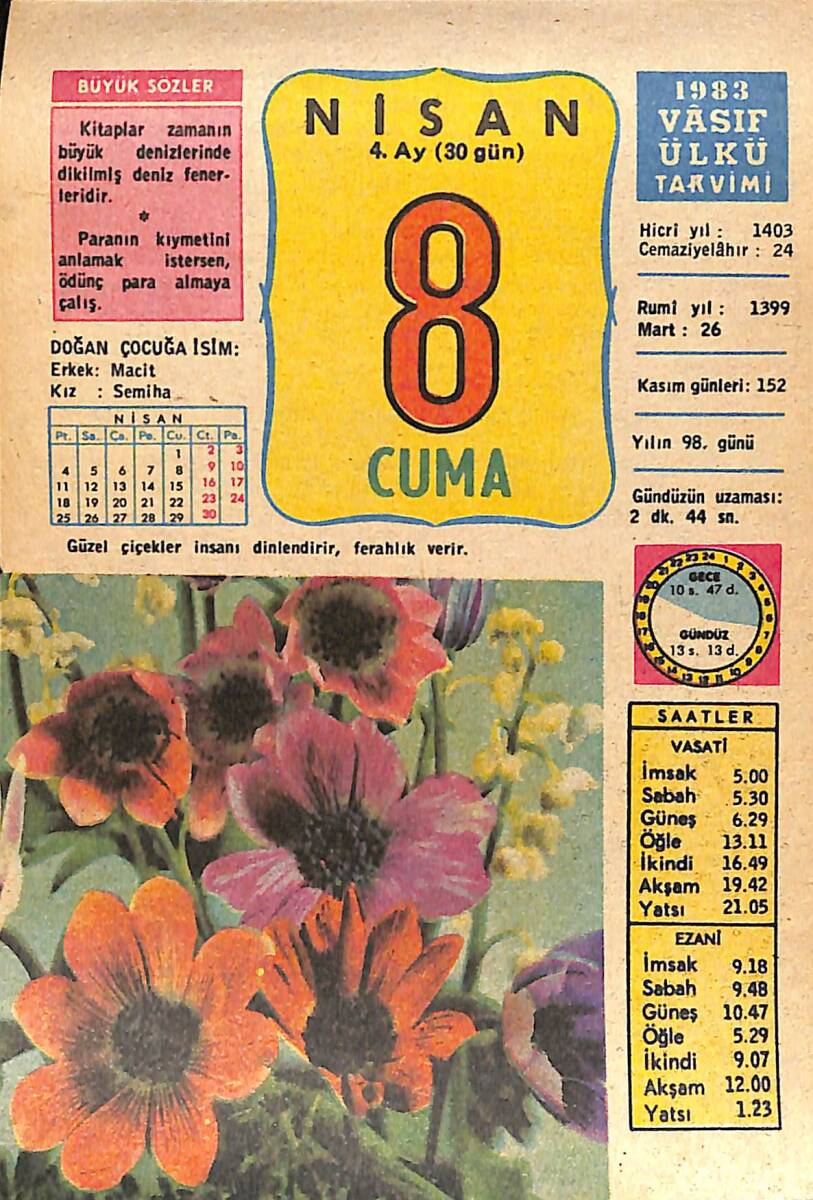 BÜYÜK SÖZLER
Kitaplar zamanın
büyük denizlerinde
dikilmiş deniz fener-
leridir.
*
Paranın kıymetini
anlamak istersen,
ödünç para almaya
çalış.
DOĞAN ÇOCUĞA İSİM:
Erkek: Macit
Kız : Semiha
NİSAN
Pt. Sa. Ça. Pe. Cu. Ct. Pa.
1 2 3
4 5 6 7 8 9 10
11 12 13 14 15 16 17
18 19 20 21 22 23 24
25 26 27 28 29 30
NİSAN
4. Ay (30 gün)
8
CUMA
1983
VÂSIF
ÜLKÜ
TAKVİMİ
Hicrî yıl : 1403
Cemaziyelâhır : 24
Rumî yıl : 1399
Mart : 26
Kasım günleri: 152
Yılın 98. günü
Gündüzün uzaması:
2 dk. 44 sn.
Güzel çiçekler insanı dinlendirir, ferahlık verir.
GECE
10 s. 47 d.
GÜNDÜZ
13 s. 13 d.
SAATLER
VASATİ
İmsak 5.00
Sabah 5.30
Güneş 6.29
Öğle 13.11
İkindi 16.49
Akşam 19.42
Yatsı 21.05
EZANİ
İmsak 9.18
Sabah 9.48
Güneş 10.47
Öğle 5.29
İkindi 9.07
Akşam 12.00
Yatsı 1.23